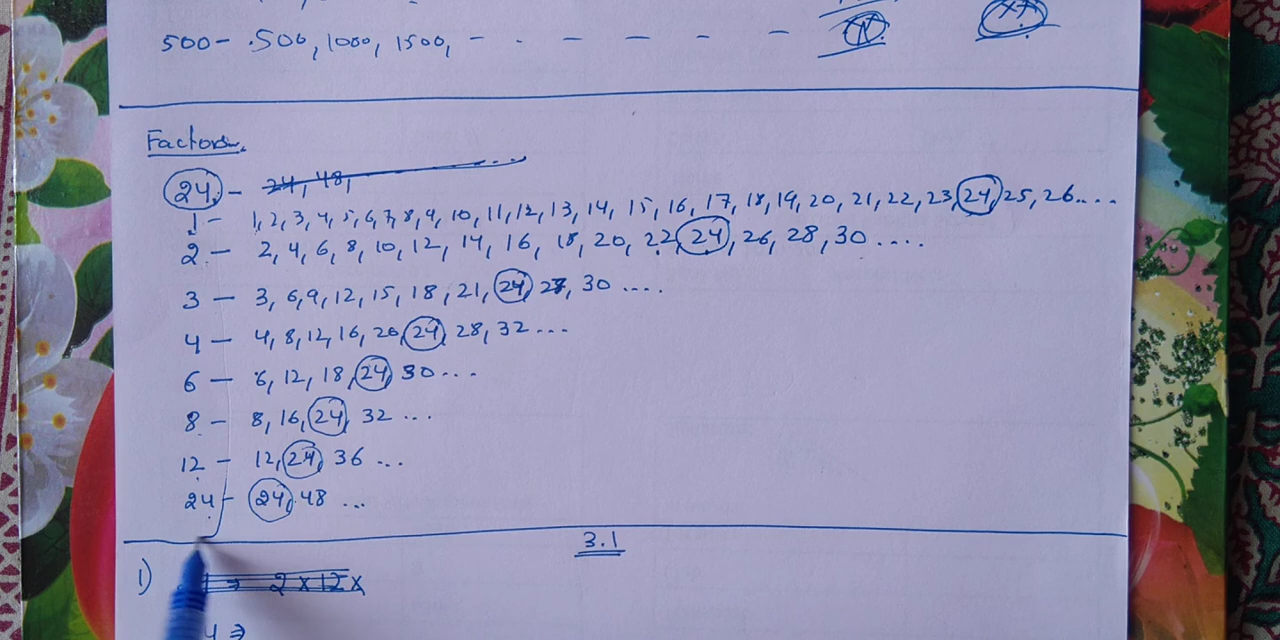 500 - 500, 1000, 1500, - . - - - -
Factors.
24, - 24, 48, ...
1 - 1, 2, 3, 4, 5, 6, 7, 8, 9, 10, 11, 12, 13, 14, 15, 16, 17, 18, 19, 20, 21, 22, 23, 24, 25, 26....
2 - 2, 4, 6, 8, 10, 12, 14, 16, 18, 20, 22, 24, 26, 28, 30 ....
3 - 3, 6, 9, 12, 15, 18, 21, 24, 27, 30 ....
4 - 4, 8, 12, 16, 20, 24, 28, 32 ...
6 - 6, 12, 18, 24, 30 ...
8 - 8, 16, 24, 32 ...
12 - 12, 24, 36 ...
24 - 24, 48 ...
3.1
1) ⇒ 2 x 12 x
4 ⇒